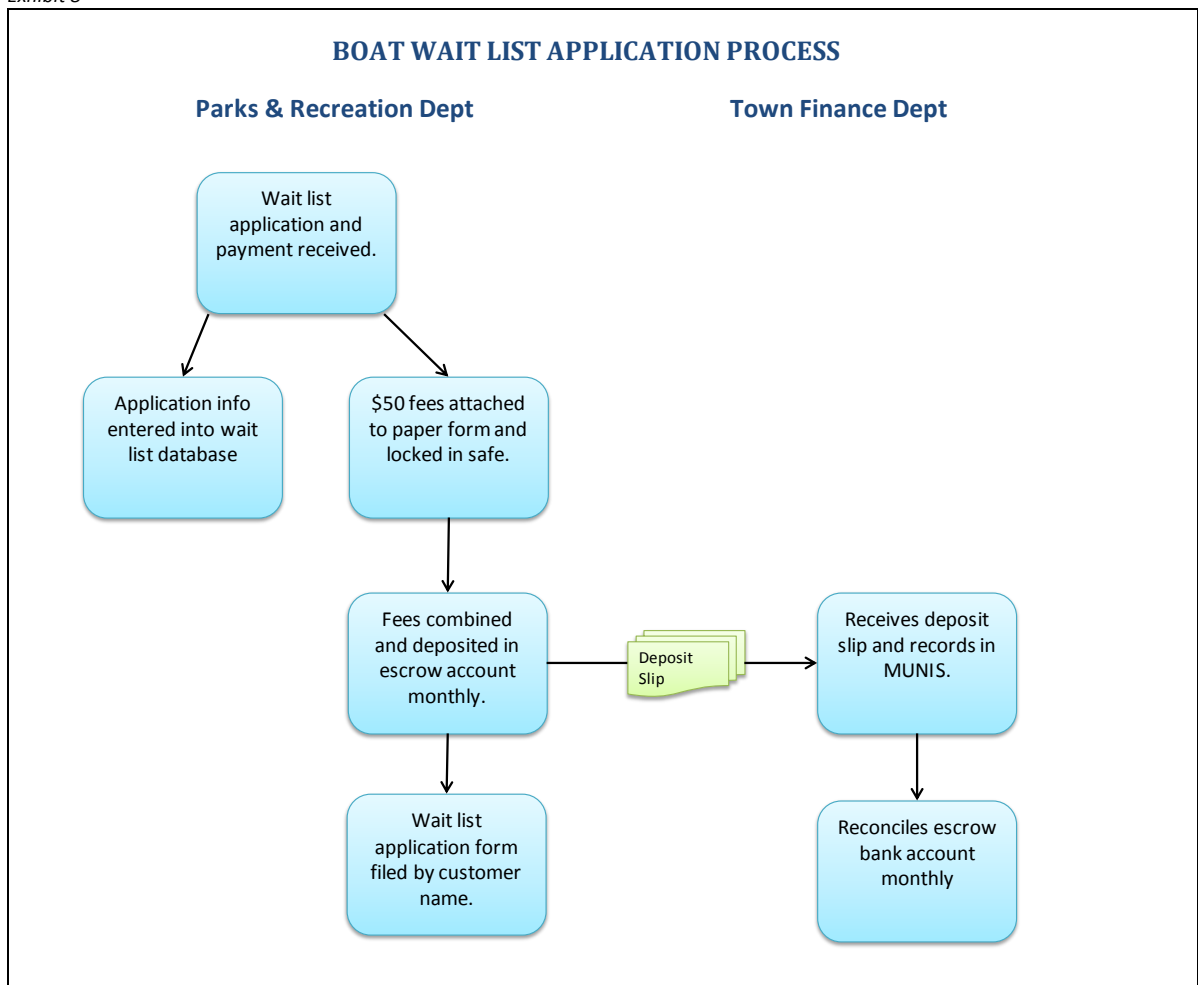 BOAT WAIT LIST APPLICATION PROCESS
Parks & Recreation Dept
Town Finance Dept
Wait list
application and
payment received.
Application info
entered into wait
list database
$50 fees attached
to paper form and
locked in safe.
Fees combined
and deposited in
escrow account
monthly.
Deposit
Slip
Receives deposit
slip and records in
MUNIS.
Wait list
application form
filed by customer
name.
Reconciles escrow
bank account
monthly